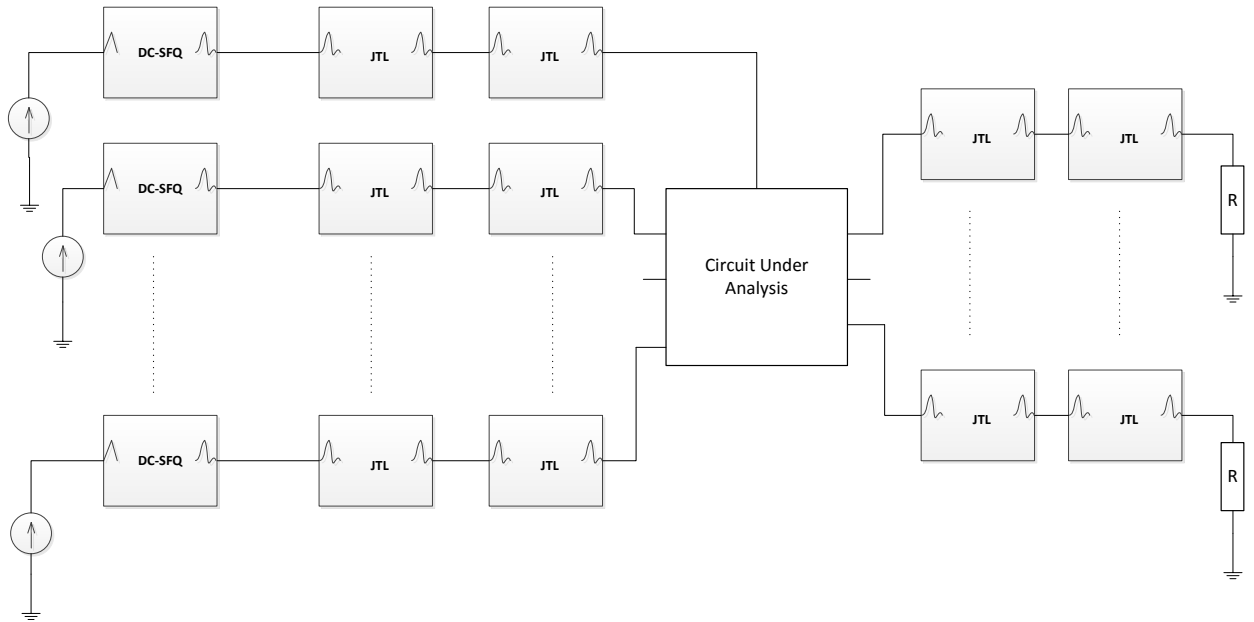 DC-SFQ
JTL
JTL
JTL
JTL
R
DC-SFQ
JTL
JTL
Circuit Under
Analysis
DC-SFQ
JTL
JTL
JTL
JTL
R